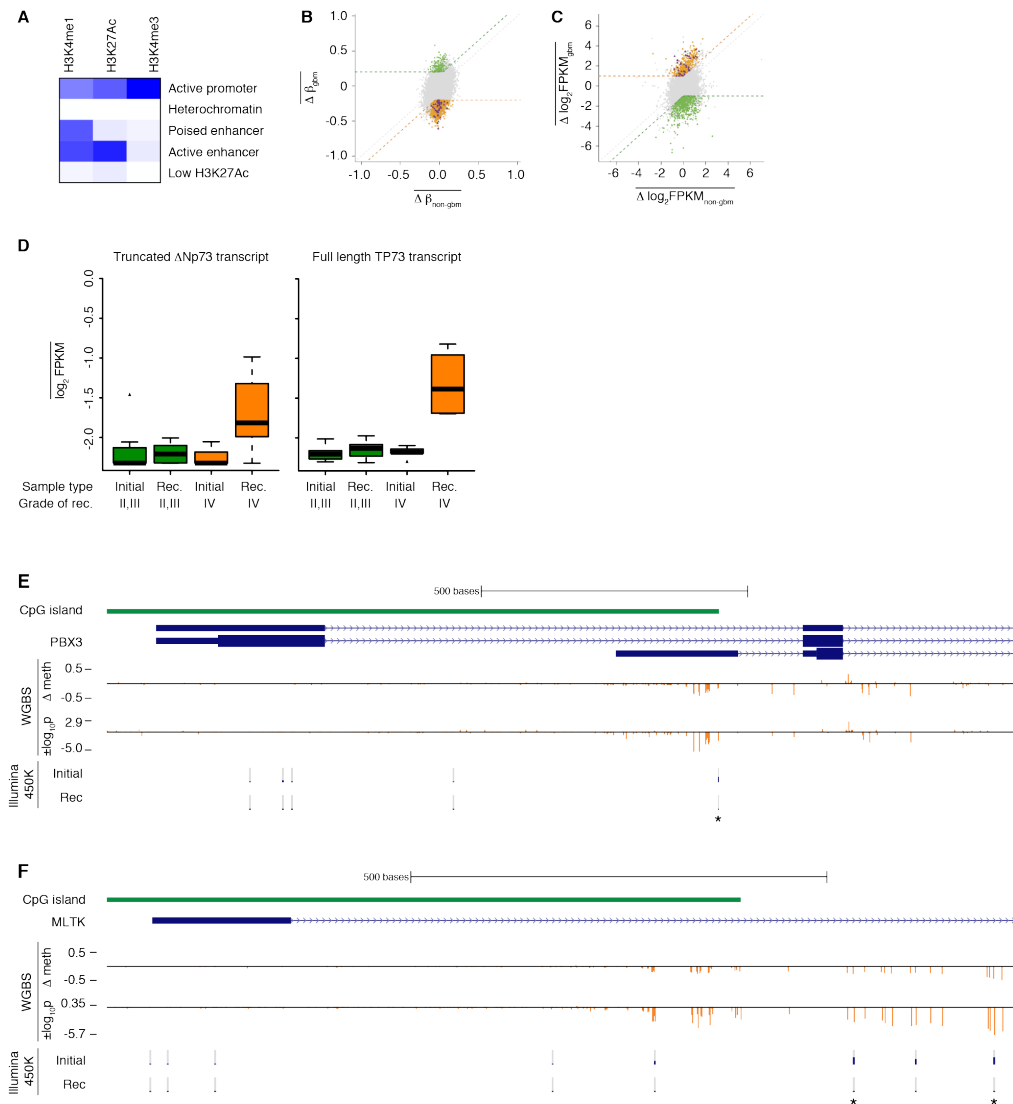 A
H3K4me1
H3K27Ac
H3K4me3
Active promoter
Heterochromatin
Poised enhancer
Active enhancer
Low H3K27Ac
B
1.0
0.5
0
-0.5
-1.0
Δ βgbm
-1.0
-0.5
0.0
0.5
1.0
Δ βnon-gbm
C
6
4
2
0
-2
-4
-6
Δ log2FPKMgbm
-6
-4
-2
0
2
4
6
Δ log2FPKMnon-gbm
D
Truncated ΔNp73 transcript
Full length TP73 transcript
0.0
-0.5
-1.0
-1.5
-2.0
log2 FPKM
Sample type Initial Rec. Initial Rec. Initial Rec. Initial Rec.
Grade of rec. II,III II,III IV IV II,III II,III IV IV
E
500 bases
CpG island
PBX3
WGBS
Δ meth
0.5
-0.5
±log10p
2.9
-5.0
Illumina
450K
Initial
Rec
*
F
500 bases
CpG island
MLTK
WGBS
Δ meth
0.5
-0.5
±log10p
0.35
-5.7
Illumina
450K
Initial
Rec
* *